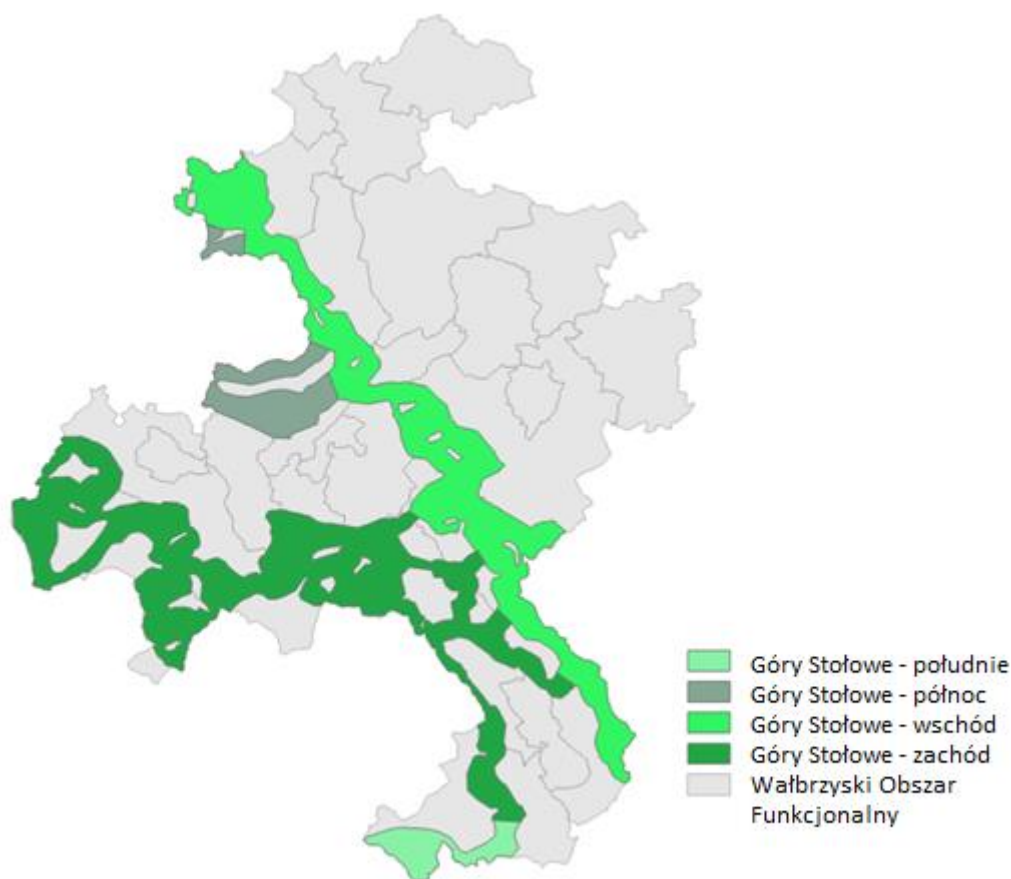 Góry Stołowe - południe
Góry Stołowe - północ
Góry Stołowe - wschód
Góry Stołowe - zachód
Wałbrzyski Obszar
Funkcjonalny